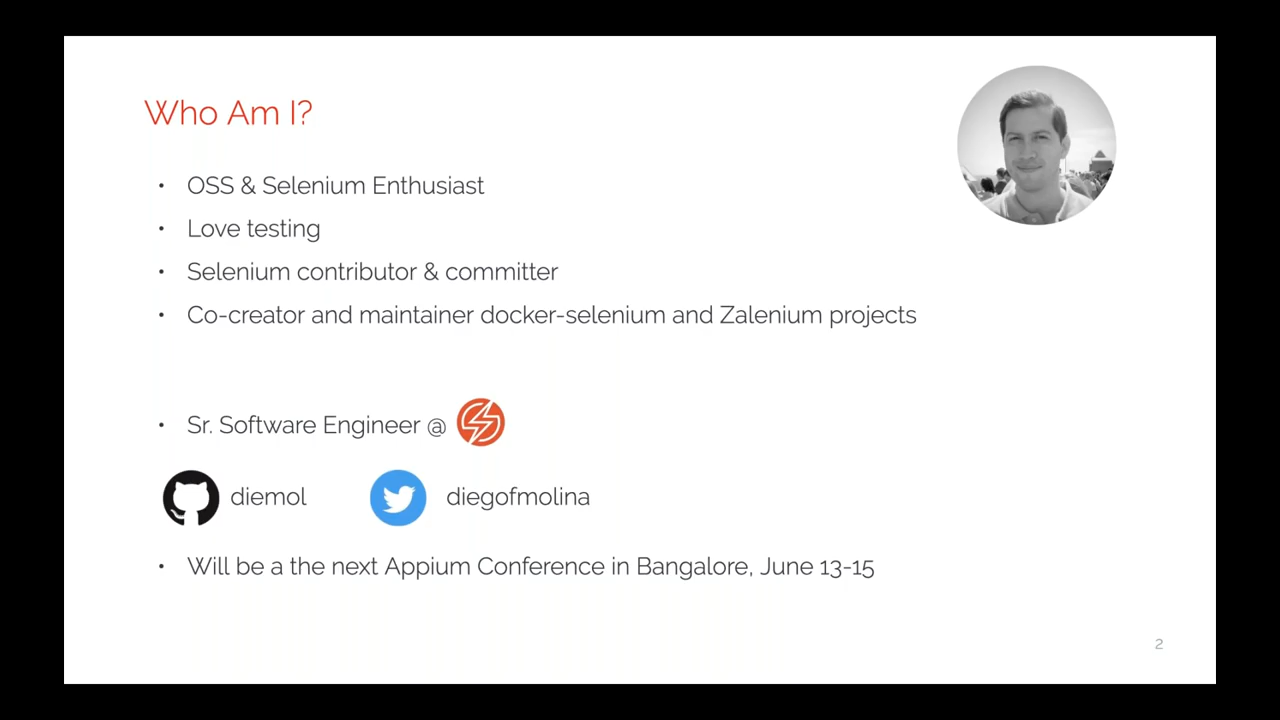 Who Am I?
• OSS & Selenium Enthusiast
• Love testing
• Selenium contributor & committer
• Co-creator and maintainer docker-selenium and Zalenium projects
• Sr. Software Engineer @
diemol diegofmolina
• Will be a the next Appium Conference in Bangalore, June 13-15
2